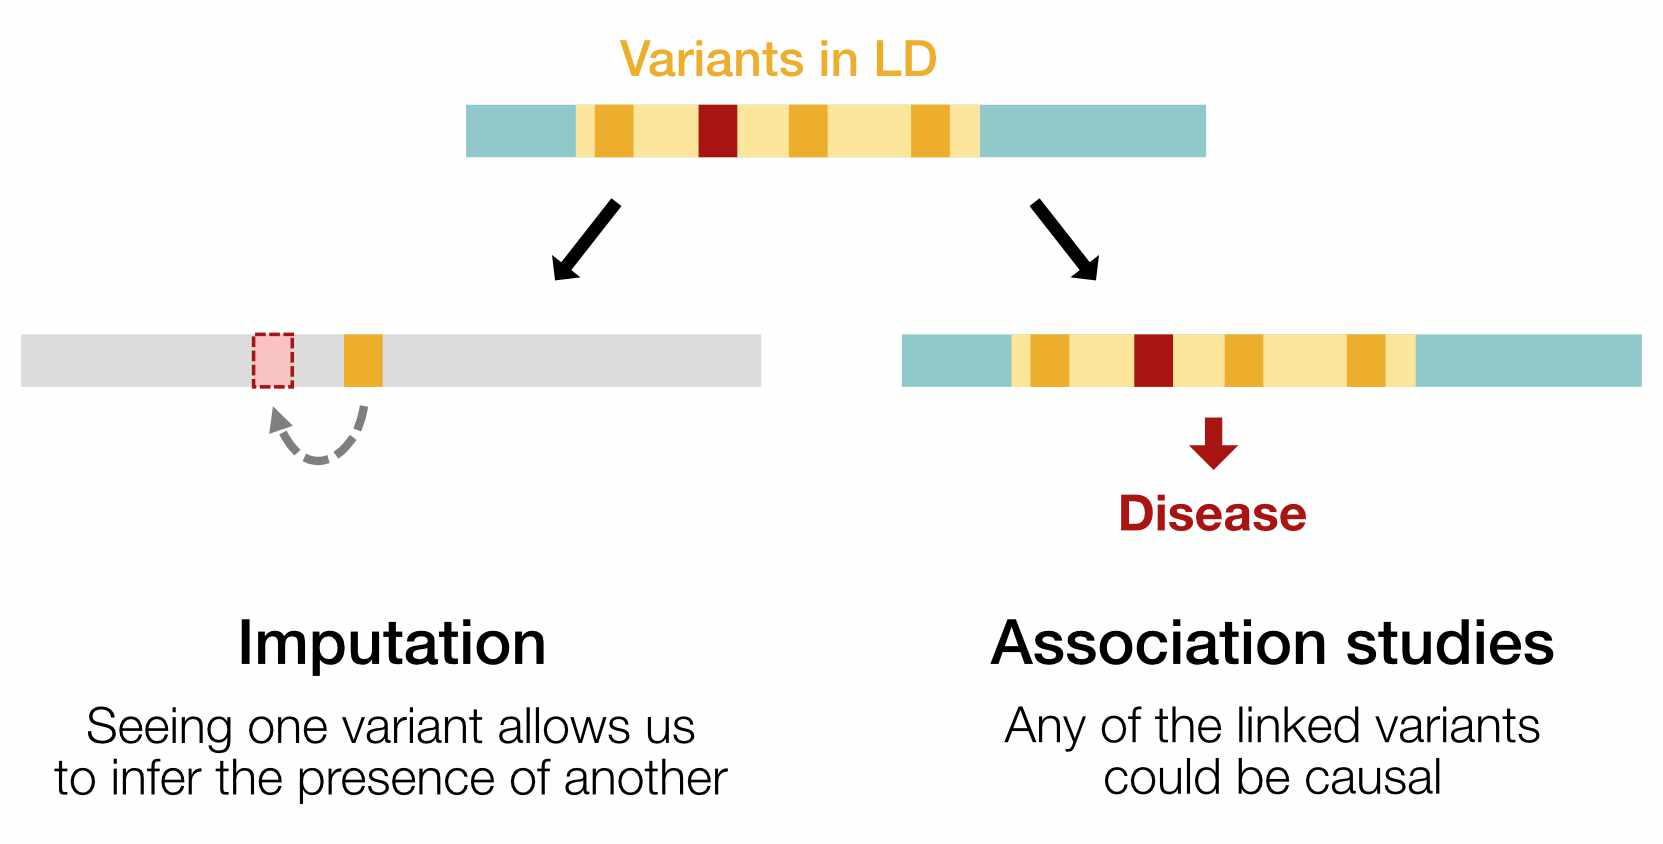 Variants in LD
Disease
Imputation
Seeing one variant allows us
to infer the presence of another
Association studies
Any of the linked variants
could be causal